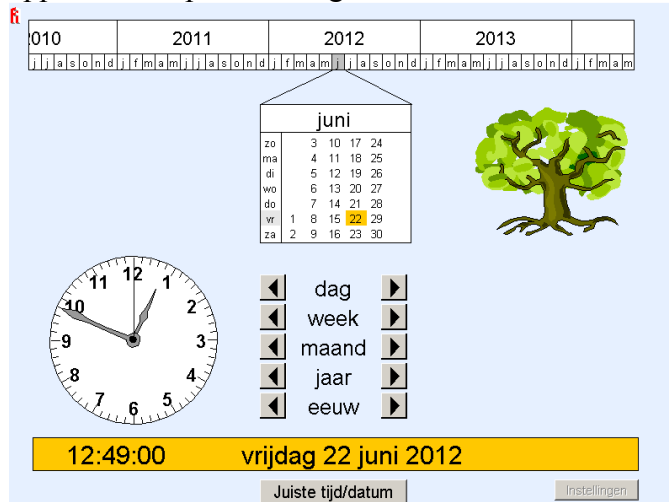 fi
2010 2011 2012 2013
j j a s o n d j f m a m j j a s o n d j f m a m j j a s o n d j f m a m j j a s o n d j f m a m
juni
zo 3 10 17 24
ma 4 11 18 25
di 5 12 19 26
wo 6 13 20 27
do 7 14 21 28
vr 1 8 15 22 29
za 2 9 16 23 30
12
11 1
10 2
9 3
8 4
7 5
6
dag
week
maand
jaar
eeuw
12:49:00 vrijdag 22 juni 2012
Juiste tijd/datum Instellingen